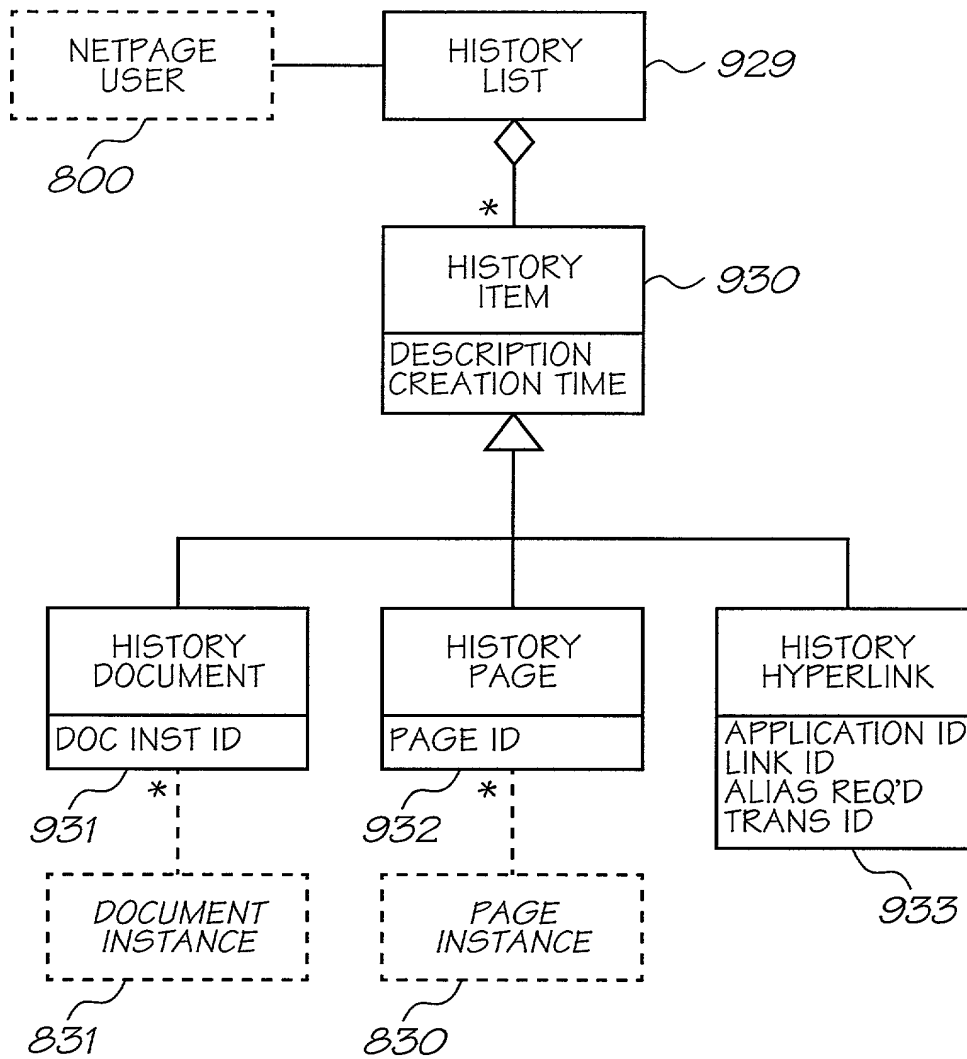 NETPAGE
USER
800
HISTORY
LIST
929
*
HISTORY
ITEM
930
DESCRIPTION
CREATION TIME
HISTORY
DOCUMENT
DOC INST ID
931
*
HISTORY
PAGE
PAGE ID
932
*
HISTORY
HYPERLINK
APPLICATION ID
LINK ID
ALIAS REQ'D
TRANS ID
933
DOCUMENT
INSTANCE
831
PAGE
INSTANCE
830